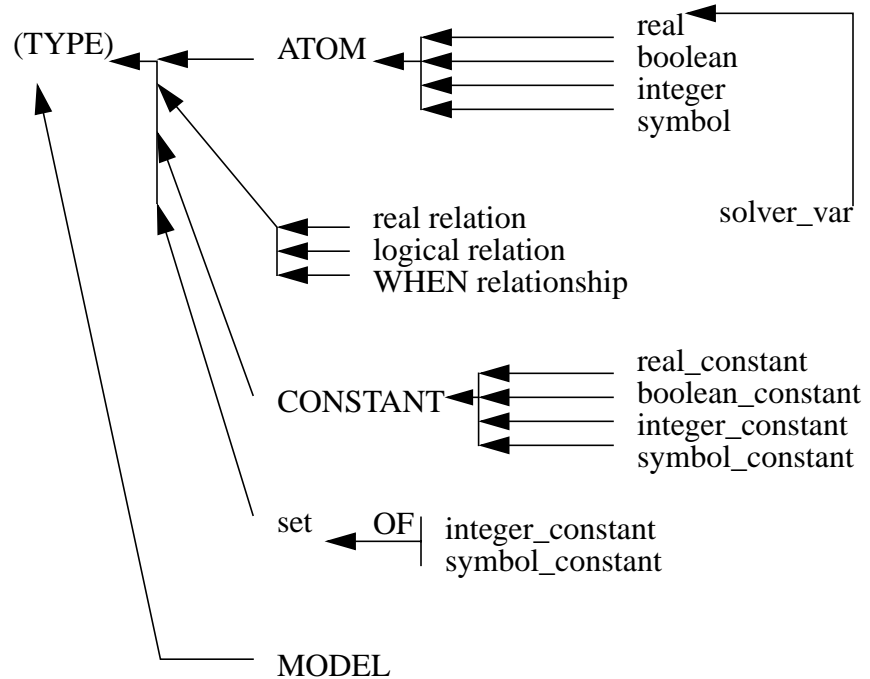 (TYPE)
ATOM
real
boolean
integer
symbol
solver_var
real relation
logical relation
WHEN relationship
CONSTANT
real_constant
boolean_constant
integer_constant
symbol_constant
set
OF
integer_constant
symbol_constant
MODEL